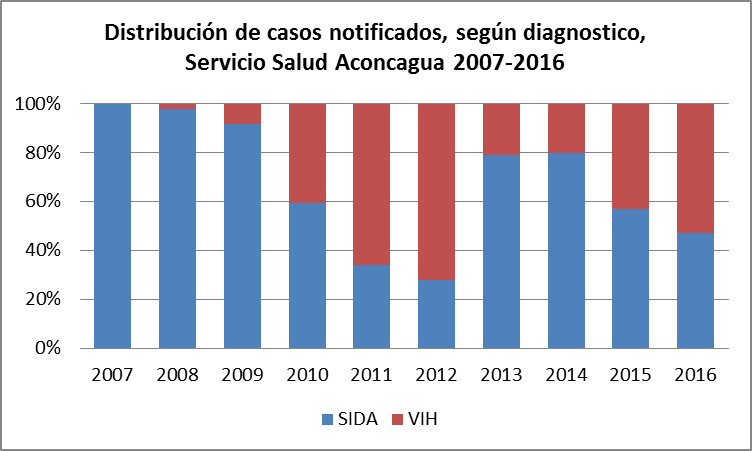 Distribución de casos notificados, según diagnostico,
Servicio Salud Aconcagua 2007-2016
100%
80%
60%
40%
20%
0%
2007 2008 2009 2010 2011 2012 2013 2014 2015 2016
SIDA VIH